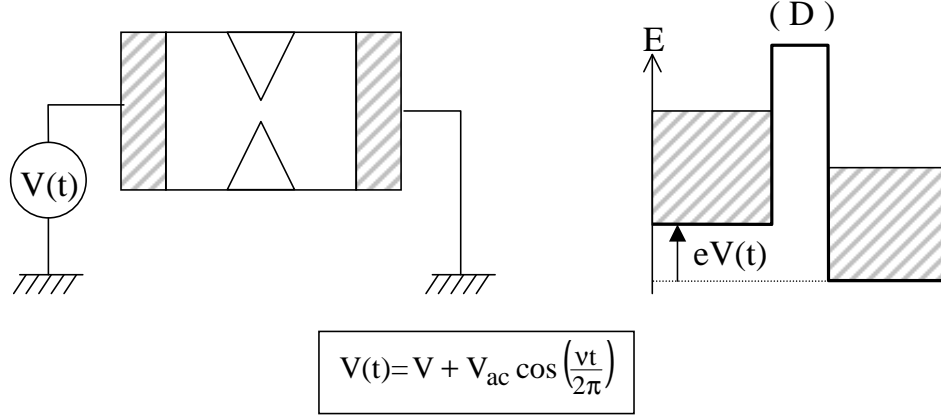 ( D )
E
V(t)
eV(t)
V(t)= V + V_ac cos (νt/2π)